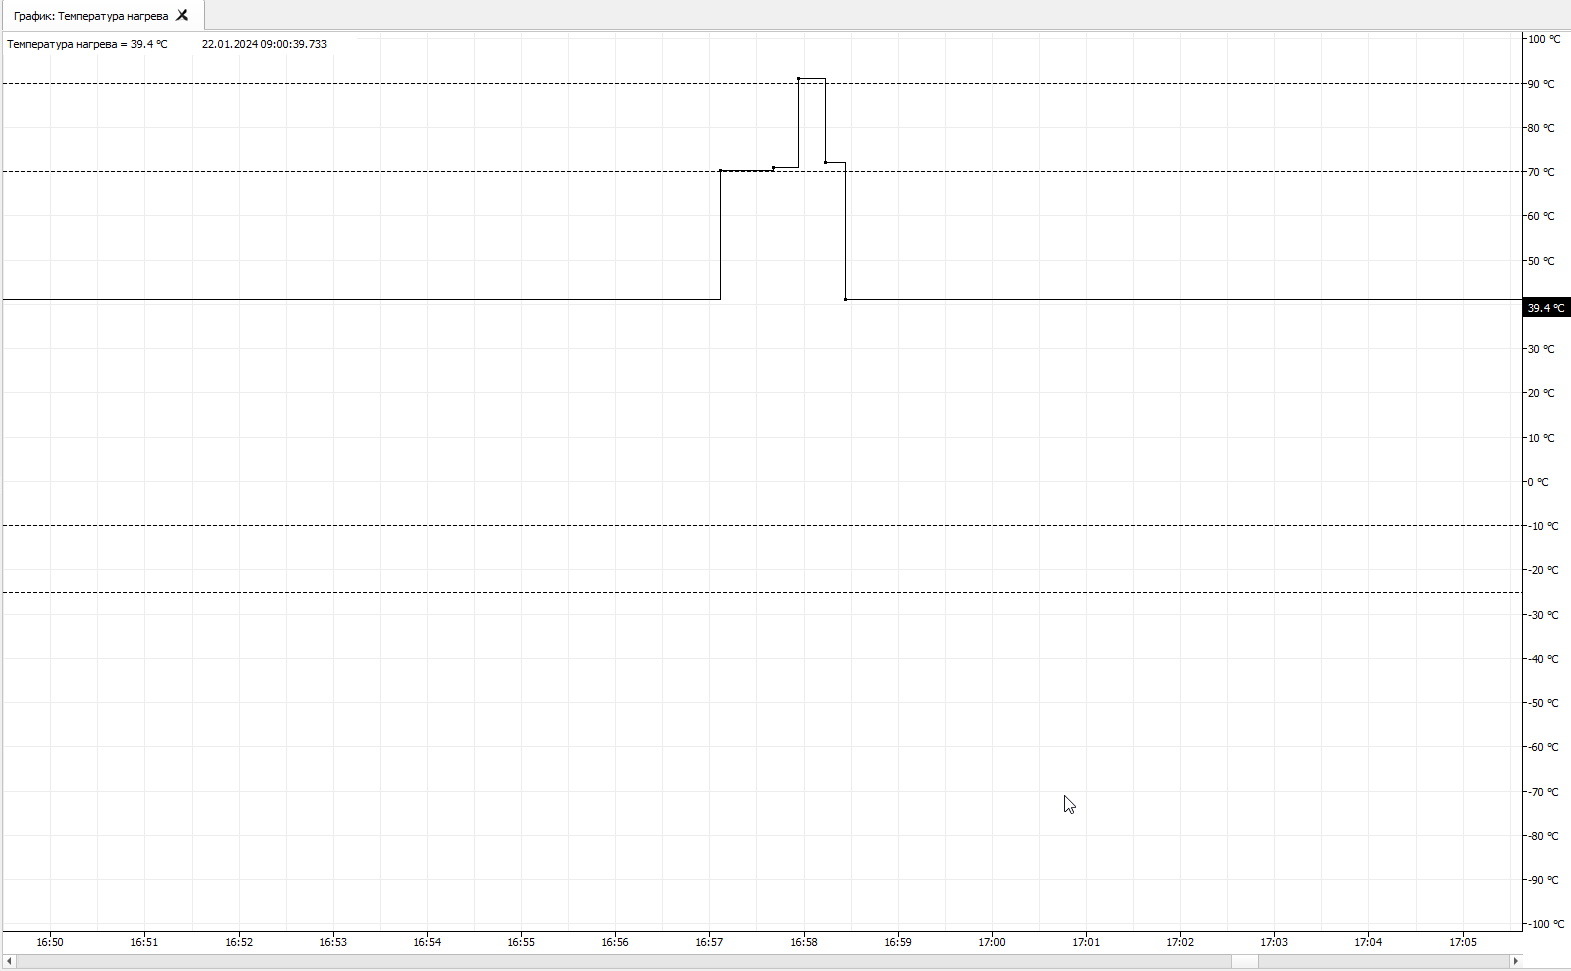 График: Температура нагрева
Температура нагрева = 39.4 °C 22.01.2024 09:00:39.733
100 °C
90 °C
80 °C
70 °C
60 °C
50 °C
39.4 °C
30 °C
20 °C
10 °C
0 °C
-10 °C
-20 °C
-30 °C
-40 °C
-50 °C
-60 °C
-70 °C
-80 °C
-90 °C
-100 °C
16:50 16:51 16:52 16:53 16:54 16:55 16:56 16:57 16:58 16:59 17:00 17:01 17:02 17:03 17:04 17:05